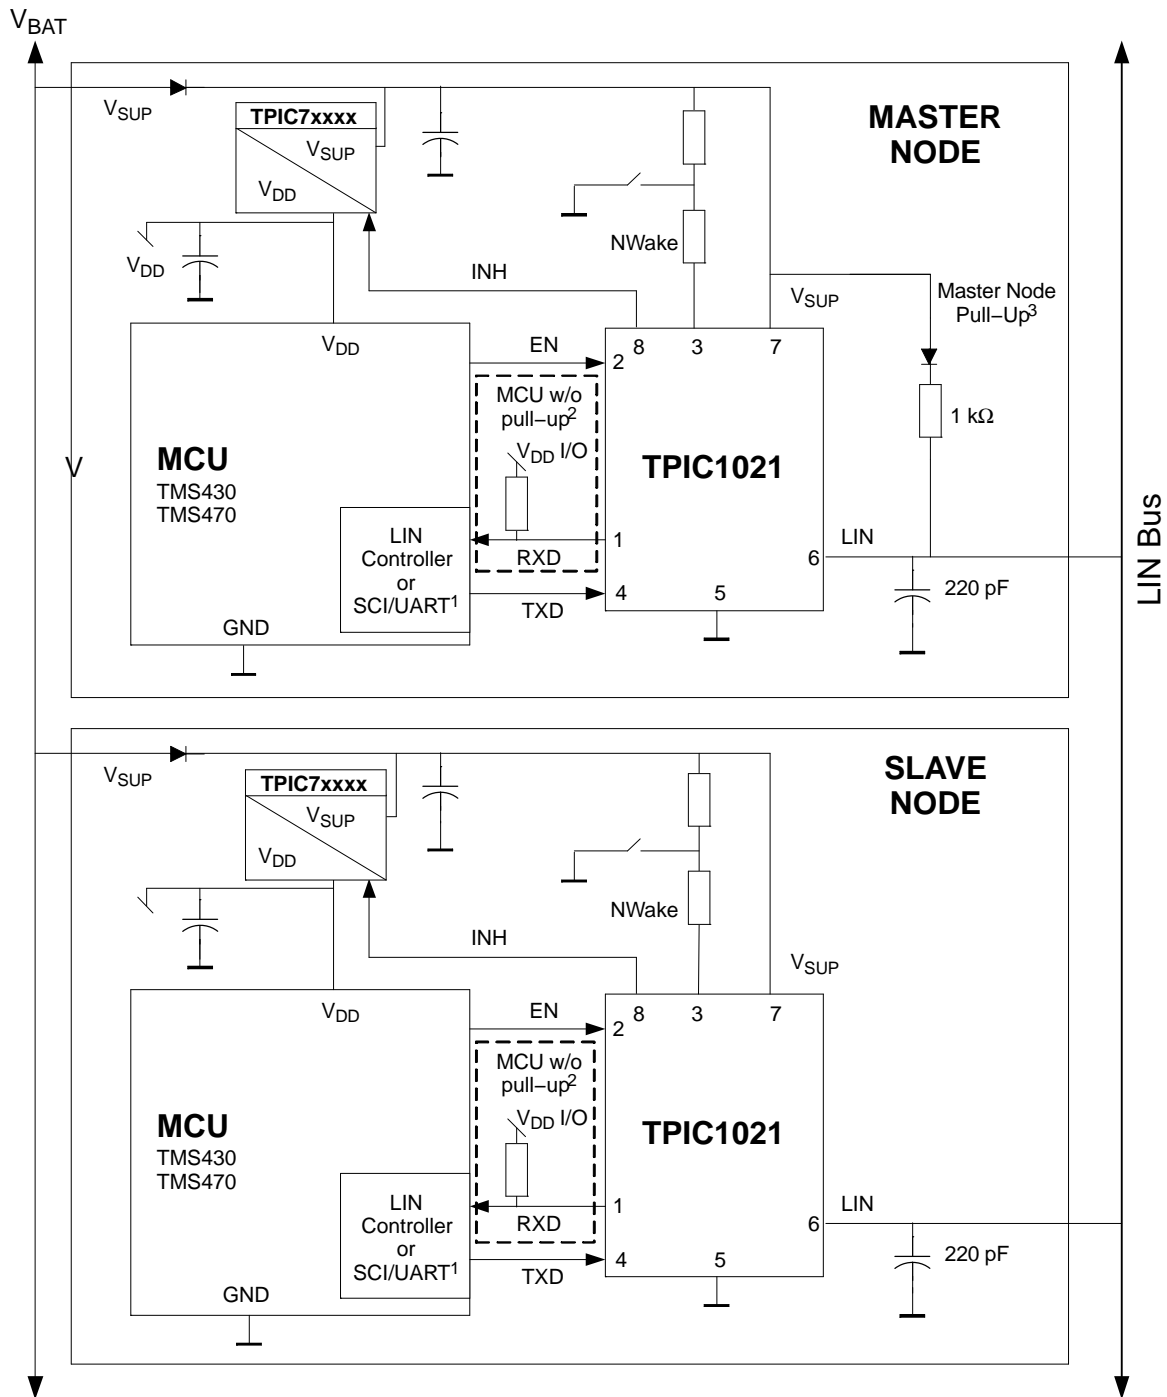 VBAT
VSUP
TPIC7xxxx
VSUP
VDD
MASTER
NODE
VDD
NWake
INH
VSUP
Master Node
Pull–Up3
VDD
EN
2
8
3
7
MCU w/o
pull–up2
VDD I/O
1 kΩ
V
MCU
TMS430
TMS470
TPIC1021
LIN
Controller
or
SCI/UART1
RXD
1
LIN
6
TXD
4
5
220 pF
GND
LIN Bus
VSUP
TPIC7xxxx
VSUP
VDD
SLAVE
NODE
NWake
INH
VSUP
VDD
EN
2
8
3
7
MCU w/o
pull–up2
VDD I/O
MCU
TMS430
TMS470
TPIC1021
LIN
Controller
or
SCI/UART1
RXD
1
LIN
6
TXD
4
5
220 pF
GND